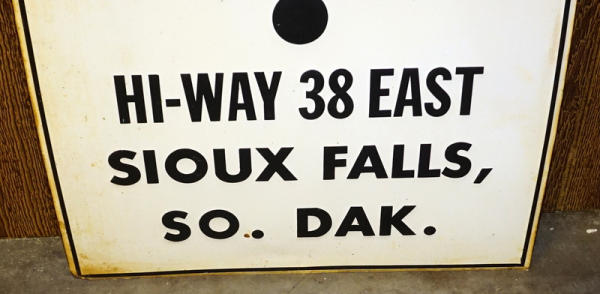 HI-WAY 38 EAST
SIOUX FALLS,
SO. DAK.